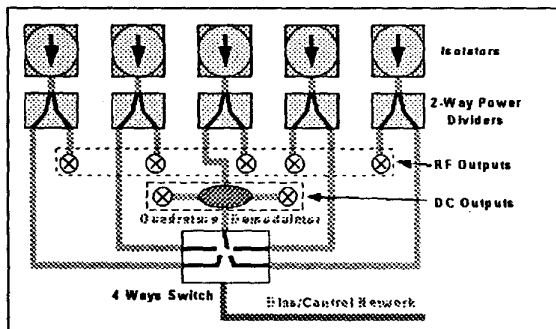 Isolators
2-Way Power
Dividers
RF Outputs
DC Outputs
Quadrature Demodulator
4 Ways Switch
Bias/Control Network